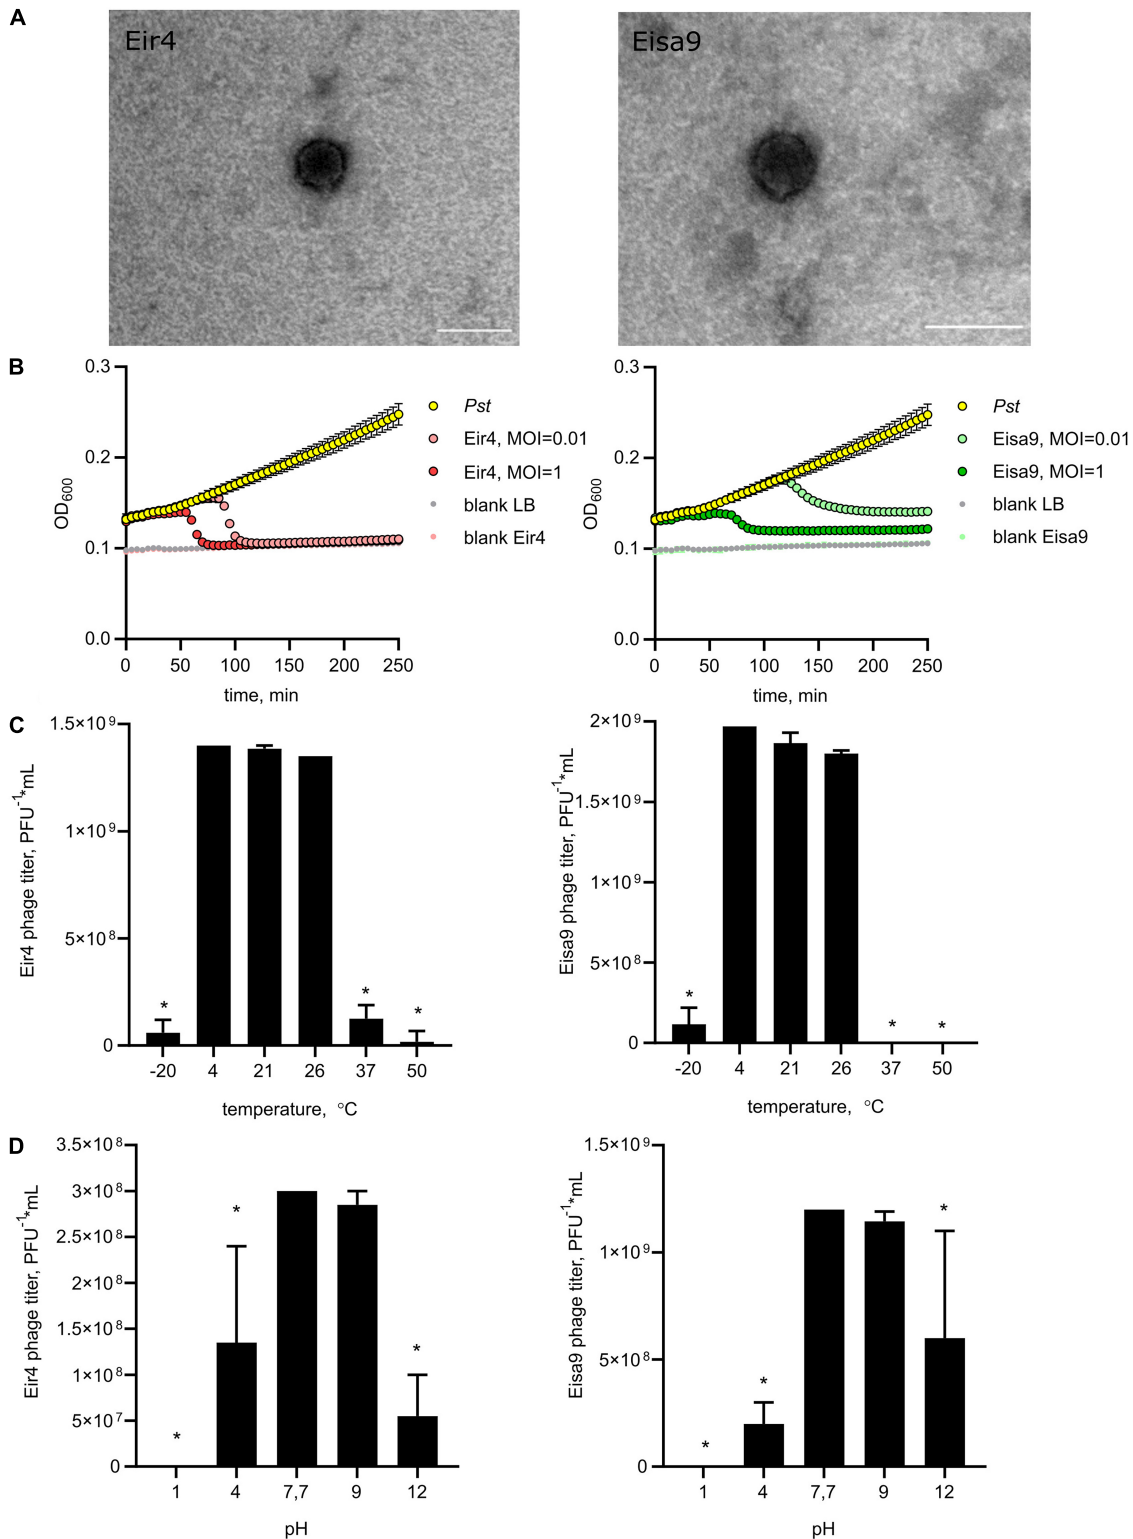 A
Eir4
Eisa9
B
0.3
0.2
0.1
0.0
OD600
0 50 100 150 200 250
time, min
Pst
Eir4, MOI=0.01
Eir4, MOI=1
blank LB
blank Eir4
0.3
0.2
0.1
0.0
OD600
0 50 100 150 200 250
time, min
Pst
Eisa9, MOI=0.01
Eisa9, MOI=1
blank LB
blank Eisa9
C
1.5×10⁹
1×10⁹
5×10⁸
0
Eir4 phage titer, PFU⁻¹*mL
* * *
-20 4 21 26 37 50
temperature, °C
2×10⁹
1.5×10⁹
1×10⁹
5×10⁸
0
Eisa9 phage titer, PFU⁻¹*mL
* * *
-20 4 21 26 37 50
temperature, °C
D
3.5×10⁸
3×10⁸
2.5×10⁸
2×10⁸
1.5×10⁸
1×10⁸
5×10⁷
0
Eir4 phage titer, PFU⁻¹*mL
* * *
1 4 7,7 9 12
pH
1.5×10⁹
1×10⁹
5×10⁸
0
Eisa9 phage titer, PFU⁻¹*mL
* * *
1 4 7,7 9 12
pH